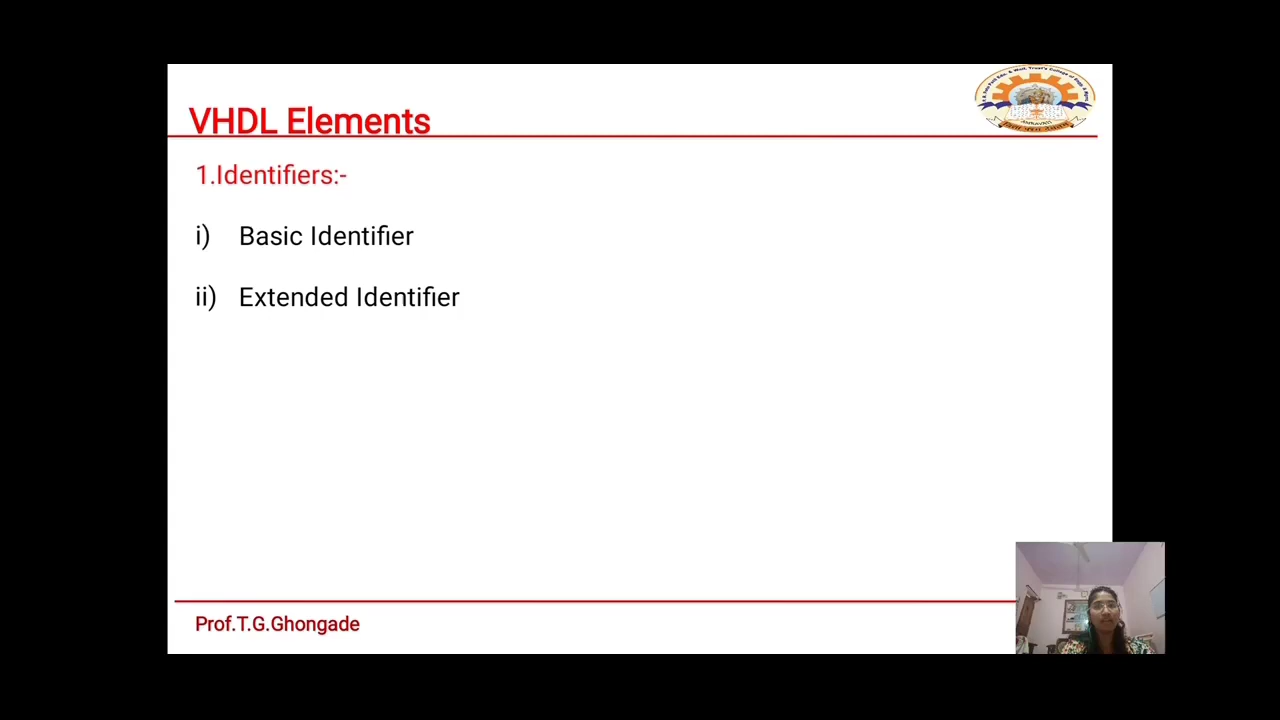 VHDL Elements
1.Identifiers:-
i) Basic Identifier
ii) Extended Identifier
Prof.T.G.Ghongade